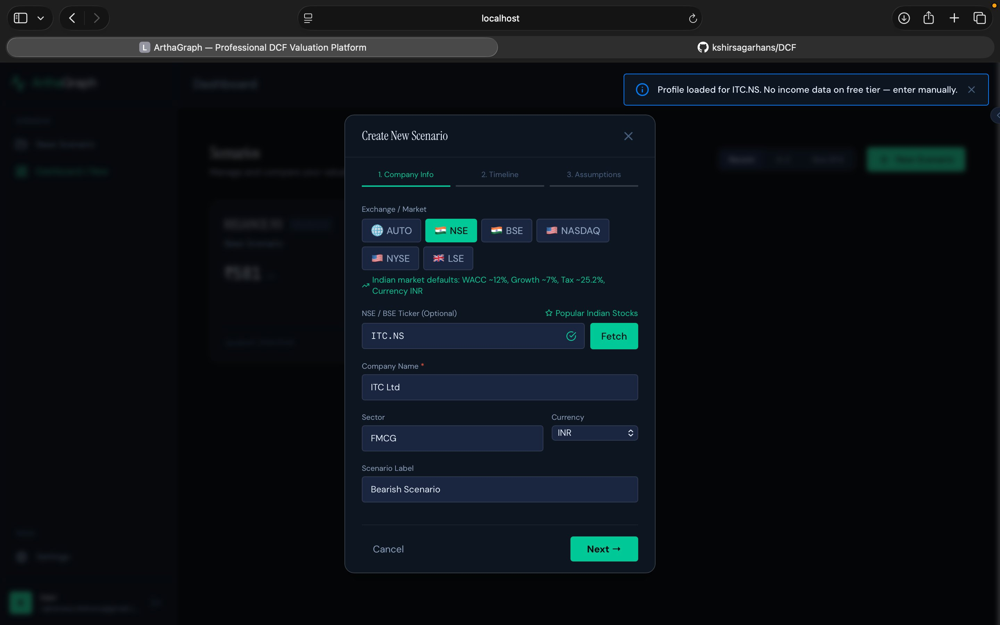 localhost
L ArthaGraph — Professional DCF Valuation Platform
kshirsagarhans/DCF
ArthaGraph
Dashboard
Profile loaded for ITC.NS. No income data on free tier — enter manually.
Create New Scenario
1. Company Info
2. Timeline
3. Assumptions
Exchange / Market
AUTO
NSE
BSE
NASDAQ
NYSE
LSE
Indian market defaults: WACC ~12%, Growth ~7%, Tax ~25.2%,
Currency INR
NSE / BSE Ticker (Optional)
Popular Indian Stocks
ITC.NS
Fetch
Company Name *
ITC Ltd
Sector
Currency
FMCG
INR
Scenario Label
Bearish Scenario
Cancel
Next →